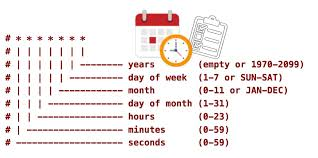 # * * * * * * *
# | | | | | | |
# | | | | | | --------- years (empty or 1970-2099)
# | | | | | ----------- day of week (1-7 or SUN-SAT)
# | | | | ------------- month (0-11 or JAN-DEC)
# | | | --------------- day of month (1-31)
# | | ----------------- hours (0-23)
# | ------------------- minutes (0-59)
# --------------------- seconds (0-59)